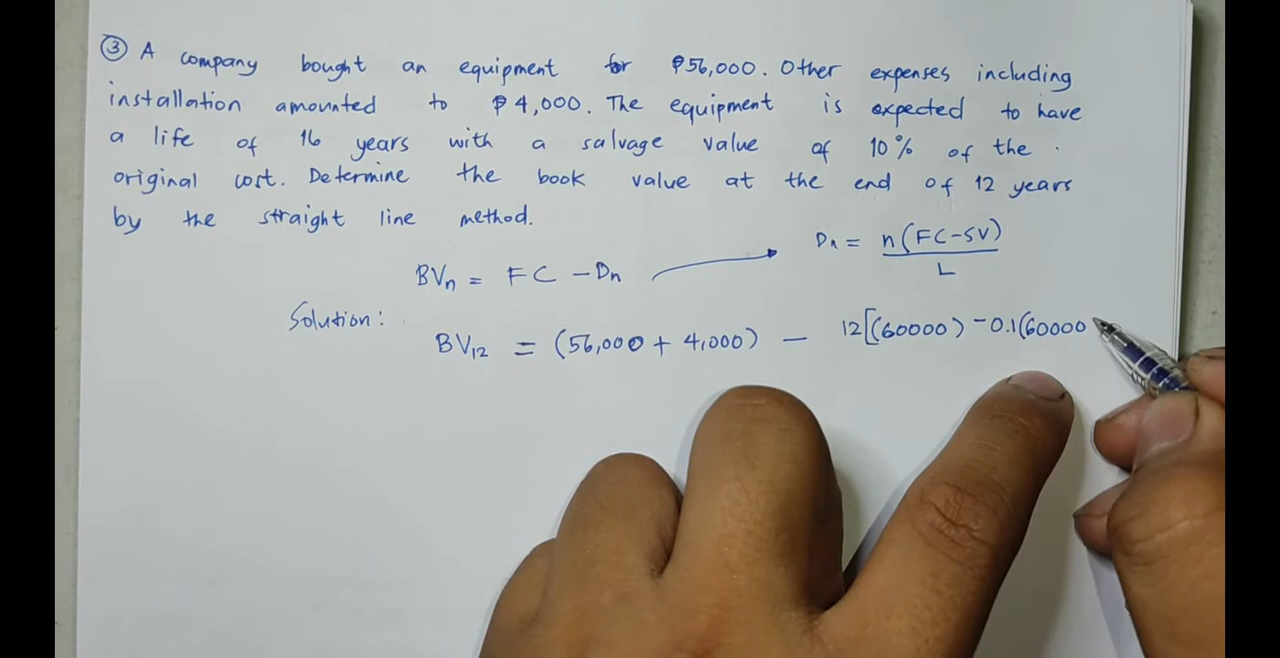 ③ A company bought an equipment for ₱56,000. Other expenses including
installation amounted to ₱4,000. The equipment is expected to have
a life of 16 years with a salvage value of 10% of the
original cost. Determine the book value at the end of 12 years
by the straight line method.
BVn = FC - Dn
Dn = n(FC-SV)/L
Solution:
BV12 = (56,000 + 4,000) - 12[(60000) - 0.1(60000